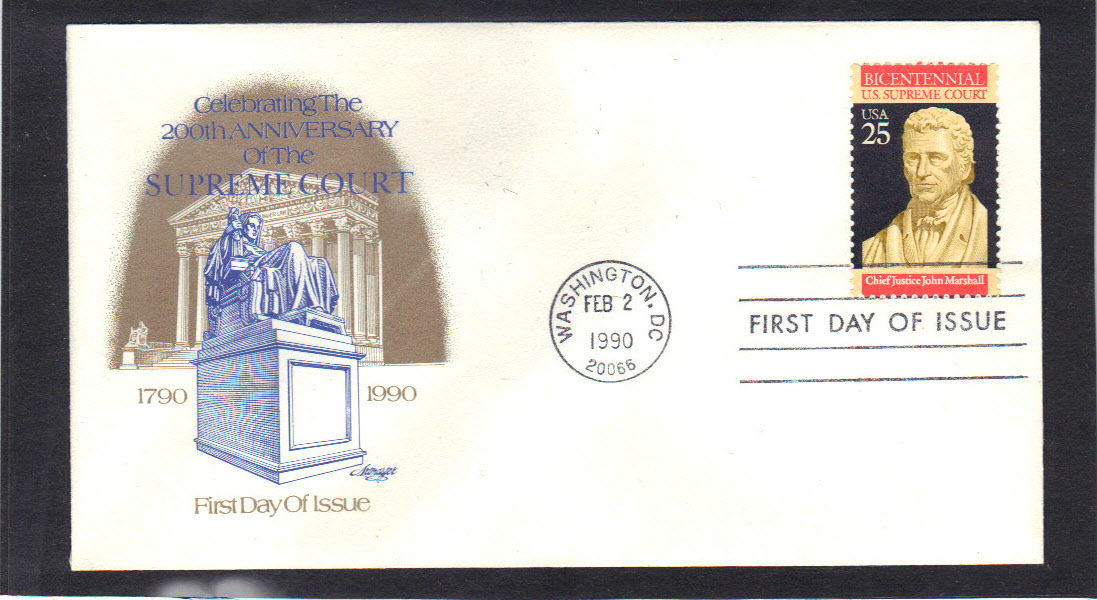 Celebrating The
200th ANNIVERSARY
Of The
SUPREME COURT
1790
1990
Artmaster
First Day Of Issue
WASHINGTON, DC
FEB 2
1990
20066
BICENTENNIAL
U.S. SUPREME COURT
USA
25
Chief Justice John Marshall
FIRST DAY OF ISSUE